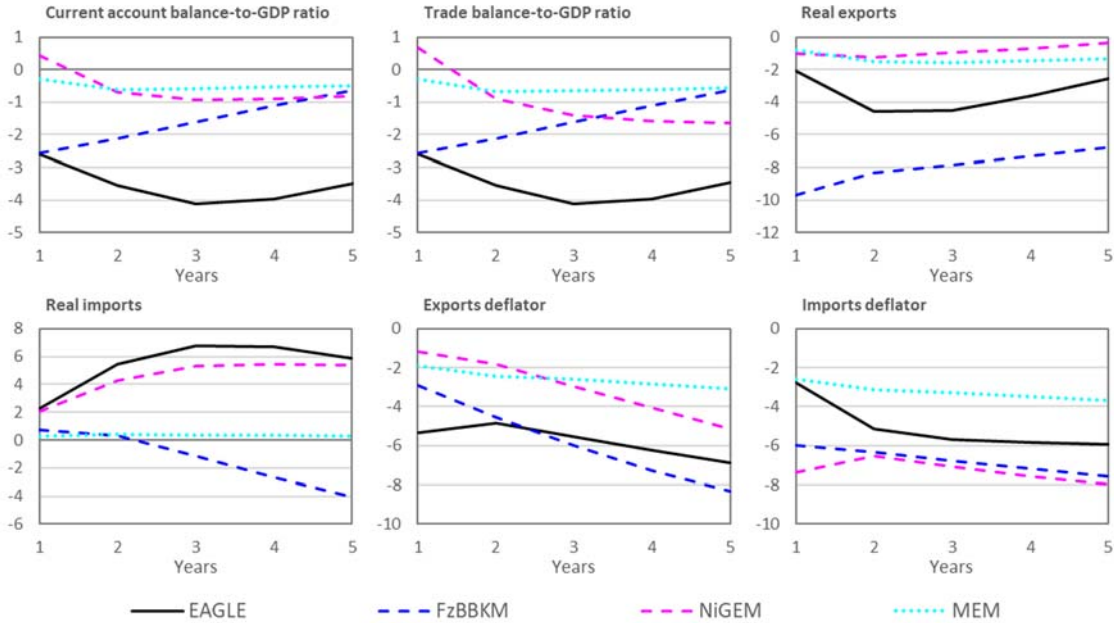 Current account balance-to-GDP ratio
1
0
-1
-2
-3
-4
-5
1 2 3 4 5
Years
Trade balance-to-GDP ratio
1
0
-1
-2
-3
-4
-5
1 2 3 4 5
Years
Real exports
0
-2
-4
-6
-8
-10
-12
1 2 3 4 5
Years
Real imports
8
6
4
2
0
-2
-4
-6
1 2 3 4 5
Years
Exports deflator
0
-2
-4
-6
-8
-10
1 2 3 4 5
Years
Imports deflator
0
-2
-4
-6
-8
-10
1 2 3 4 5
Years
EAGLE FzBBKM NiGEM MEM